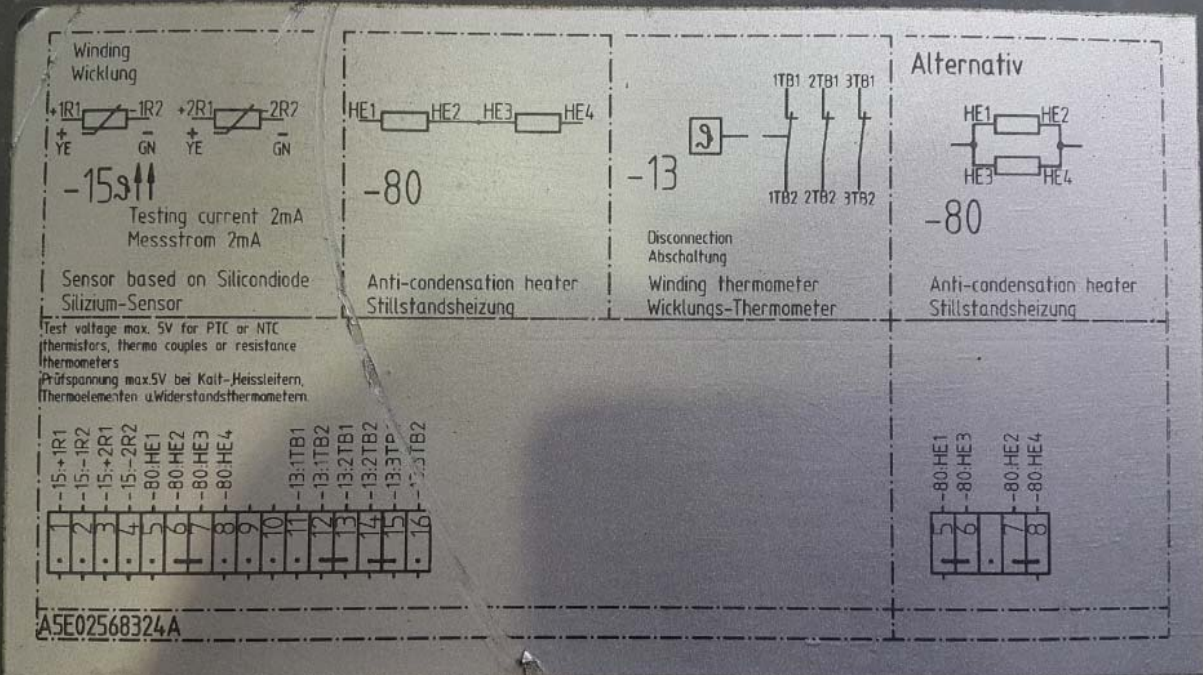 Winding
Wicklung
+1R1 -1R2 +2R1 -2R2
+ - + -
YE GN YE GN
-15ϑ
Testing current 2mA
Messstrom 2mA
Sensor based on Silicondiode
Silizium-Sensor
HE1 HE2 HE3 HE4
-80
Anti-condensation heater
Stillstandsheizung
1TB1 2TB1 3TB1
ϑ
-13
1TB2 2TB2 3TB2
Disconnection
Abschaltung
Winding thermometer
Wicklungs-Thermometer
Alternativ
HE1 HE2
HE3 HE4
-80
Anti-condensation heater
Stillstandsheizung
Test voltage max. 5V for PTC or NTC
thermistors, thermo couples or resistance
thermometers
Prüfspannung max.5V bei Kalt-,Heissleitern,
Thermoelementen u.Widerstandsthermometern.
-15:+1R1
-15:-1R2
-15:+2R1
-15:-2R2
-80:HE1
-80:HE2
-80:HE3
-80:HE4
-13:1TB1
-13:1TB2
-13:2TB1
-13:2TB2
1 2 3 4 5 6 7 8 9 10 11 12 13 14 15 16
-80:HE1
-80:HE3
-80:HE2
-80:HE4
5 6 7 8
A5E02568324A